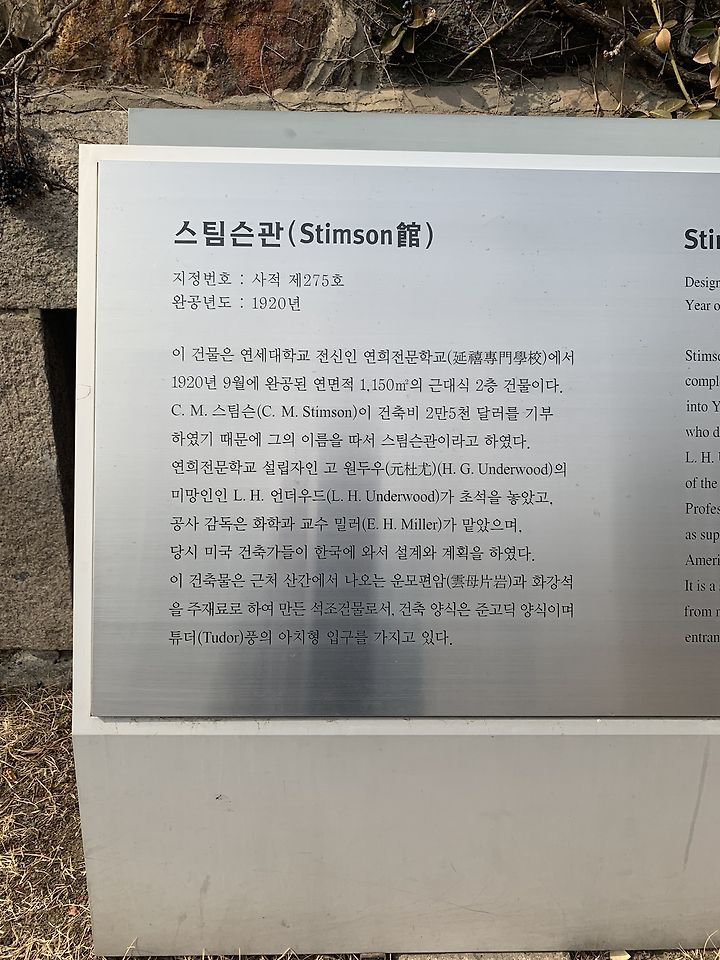 스팀슨관(Stimson館)
지정번호 : 사적 제275호
완공년도 : 1920년
이 건물은 연세대학교 전신인 연희전문학교(延禧專門學校)에서
1920년 9월에 완공된 연면적 1,150㎡의 근대식 2층 건물이다.
C. M. 스팀슨(C. M. Stimson)이 건축비 2만5천 달러를 기부
하였기 때문에 그의 이름을 따서 스팀슨관이라고 하였다.
연희전문학교 설립자인 고 원두우(元杜尤)(H. G. Underwood)의
미망인인 L. H. 언더우드(L. H. Underwood)가 초석을 놓았고,
공사 감독은 화학과 교수 밀러(E. H. Miller)가 맡았으며,
당시 미국 건축가들이 한국에 와서 설계와 계획을 하였다.
이 건축물은 근처 산간에서 나오는 운모편암(雲母片岩)과 화강석
을 주재료로 하여 만든 석조건물로서, 건축 양식은 준고딕 양식이며
튜더(Tudor)풍의 아치형 입구를 가지고 있다.
Sti
Design
Year o
Stimso
compl
into Y
who d
L. H. U
of the
Profes
as sup
Ameri
It is a
from
entran